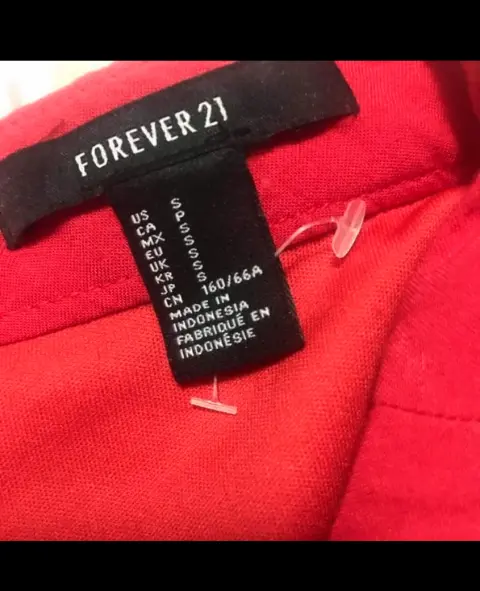 FOREVER 21
US S
CA P
MX S
EU S
UK S
KR S
JP S
CN 160/66A
MADE IN
INDONESIA
FABRIQUÉ EN
INDONÉSIE